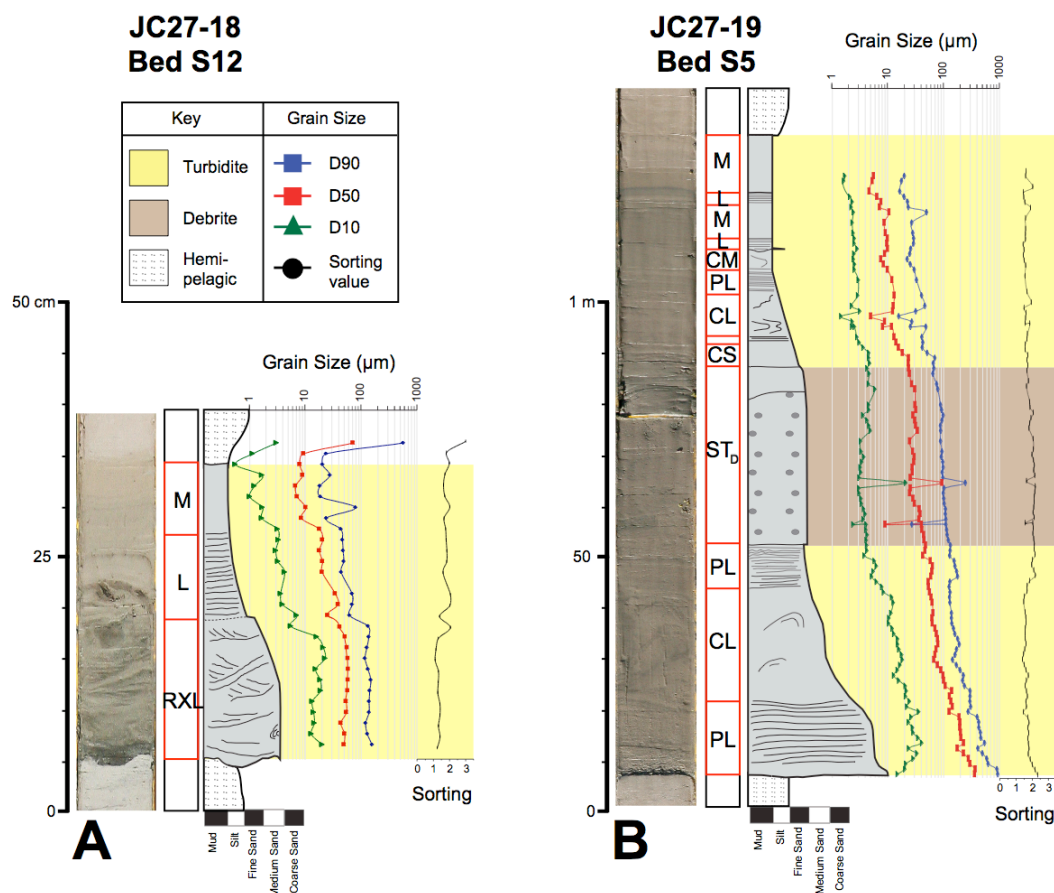 JC27-18
Bed S12
Key
Grain Size
Turbidite
Debrite
Hemi-
pelagic
D90
D50
D10
Sorting
value
50 cm
25
0
Grain Size (µm)
1
10
100
1000
M
L
RXL
0 1 2 3
Sorting
A
Mud
Silt
Fine Sand
Medium Sand
Coarse Sand
JC27-19
Bed S5
Grain Size (µm)
1
10
100
1000
1 m
50
0
M
L
M
L
CM
PL
CL
CS
STD
PL
CL
PL
0 1 2 3
Sorting
B
Mud
Silt
Fine Sand
Medium Sand
Coarse Sand